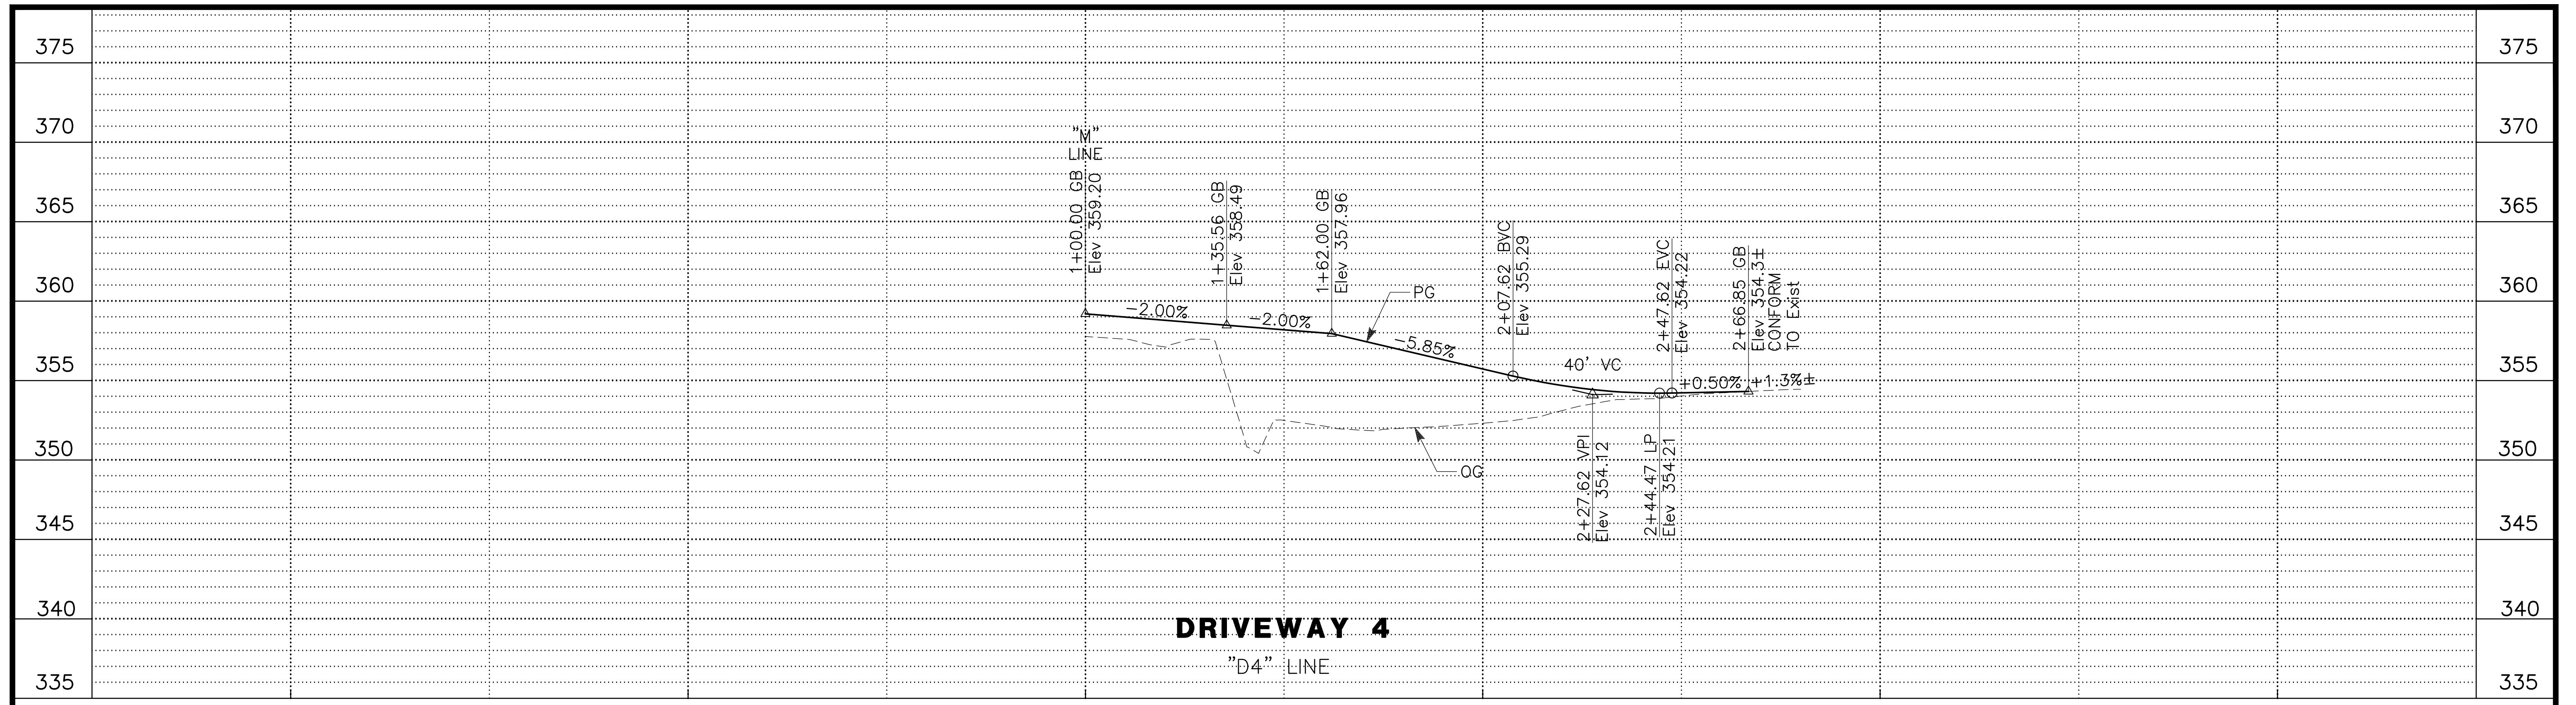 375
370
365
360
355
350
345
340
335
"M"
LINE
1+00.00 GB
Elev 359.20
1+35.56 GB
Elev 358.49
1+62.00 GB
Elev 357.96
2+07.62 BVC
Elev 355.29
2+47.62 EVC
Elev 354.22
2+66.85 GB
Elev 354.3±
CONFORM
TO Exist
-2.00%
-2.00%
PG
-5.85%
40' VC
+0.50%
+1.3%±
OG
2+27.62 VPI
Elev 354.12
2+44.47 LP
Elev 354.21
DRIVEWAY 4
"D4" LINE
375
370
365
360
355
350
345
340
335